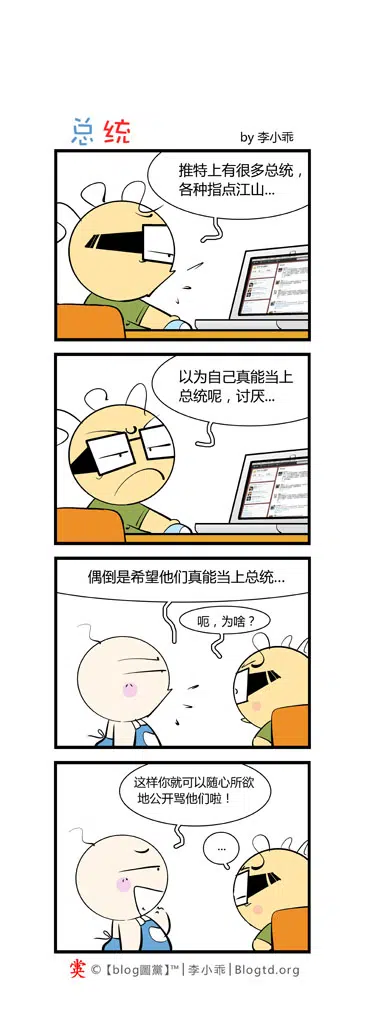 总统
by 李小乖
推特上有很多总统，
各种指点江山...
以为自己真能当上
总统呢，讨厌...
偶倒是希望他们真能当上总统...
呃，为啥？
这样你就可以随心所欲
地公开骂他们啦！
...
©【blog圖黨】™│李小乖│Blogtd.org